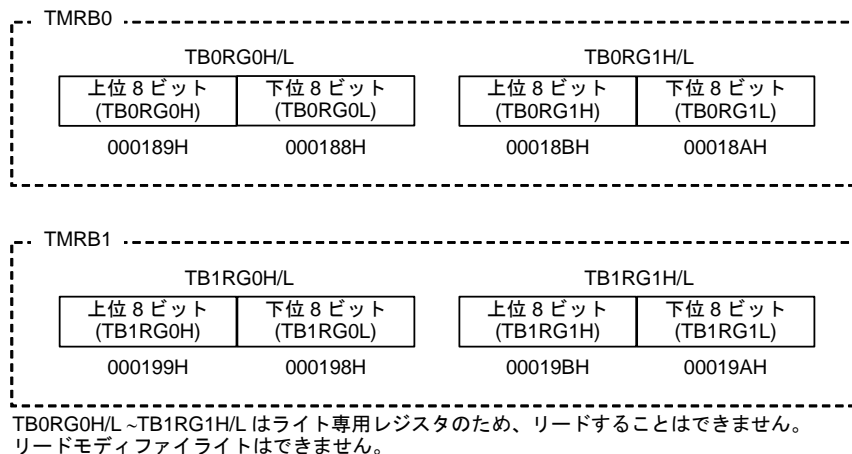 TMRB0
TB0RG0H/L TB0RG1H/L
上位 8 ビット 下位 8 ビット 上位 8 ビット 下位 8 ビット
(TB0RG0H) (TB0RG0L) (TB0RG1H) (TB0RG1L)
000189H 000188H 00018BH 00018AH
TMRB1
TB1RG0H/L TB1RG1H/L
上位 8 ビット 下位 8 ビット 上位 8 ビット 下位 8 ビット
(TB1RG0H) (TB1RG0L) (TB1RG1H) (TB1RG1L)
000199H 000198H 00019BH 00019AH
TB0RG0H/L ~TB1RG1H/L はライト専用レジスタのため、リードすることはできません。
リードモディファイライトはできません。